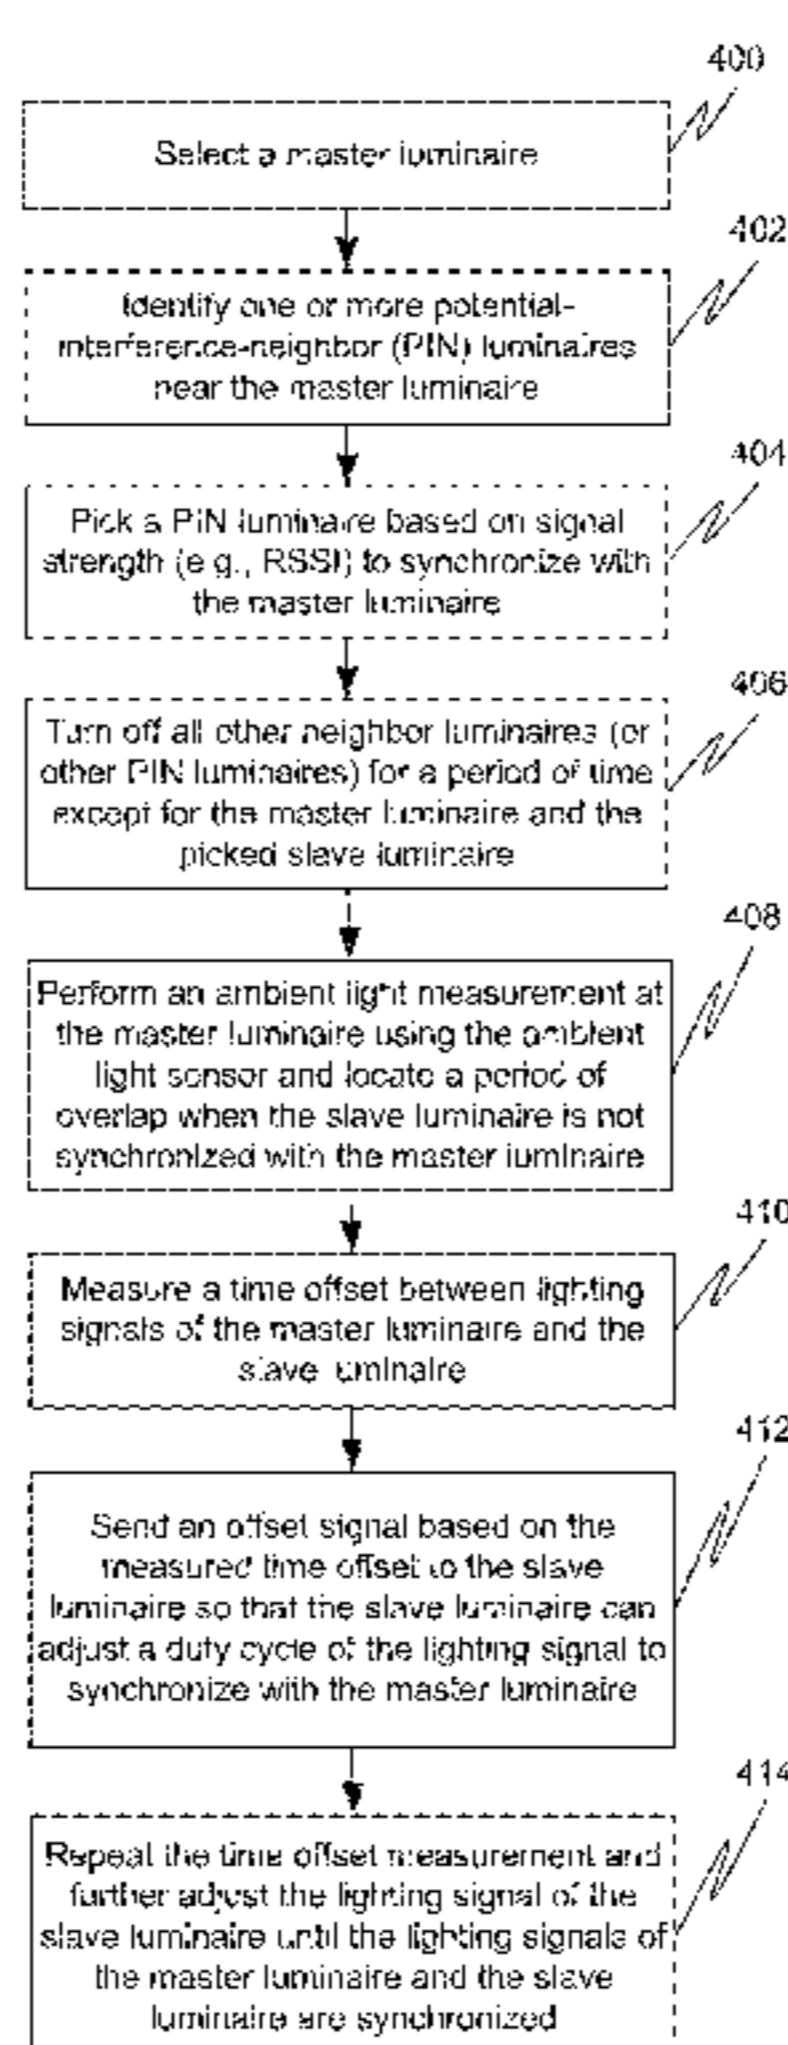 400
Select a master luminaire
402
Identify one or more potential-
interference-neighbor (PIN) luminaires
near the master luminaire
404
Pick a PIN luminaire based on signal
strength (e.g., RSSI) to synchronize with
the master luminaire
406
Turn off all other neighbor luminaires (or
other PIN luminaires) for a period of time
except for the master luminaire and the
picked slave luminaire
408
Perform an ambient light measurement at
the master luminaire using the ambient
light sensor and locate a period of
overlap when the slave luminaire is not
synchronized with the master luminaire
410
Measure a time offset between lighting
signals of the master luminaire and the
slave luminaire
412
Send an offset signal based on the
measured time offset to the slave
luminaire so that the slave luminaire can
adjust a duty cycle of the lighting signal to
synchronize with the master luminaire
414
Repeat the time offset measurement and
further adjust the lighting signal of the
slave luminaire until the lighting signals of
the master luminaire and the slave
luminaire are synchronized